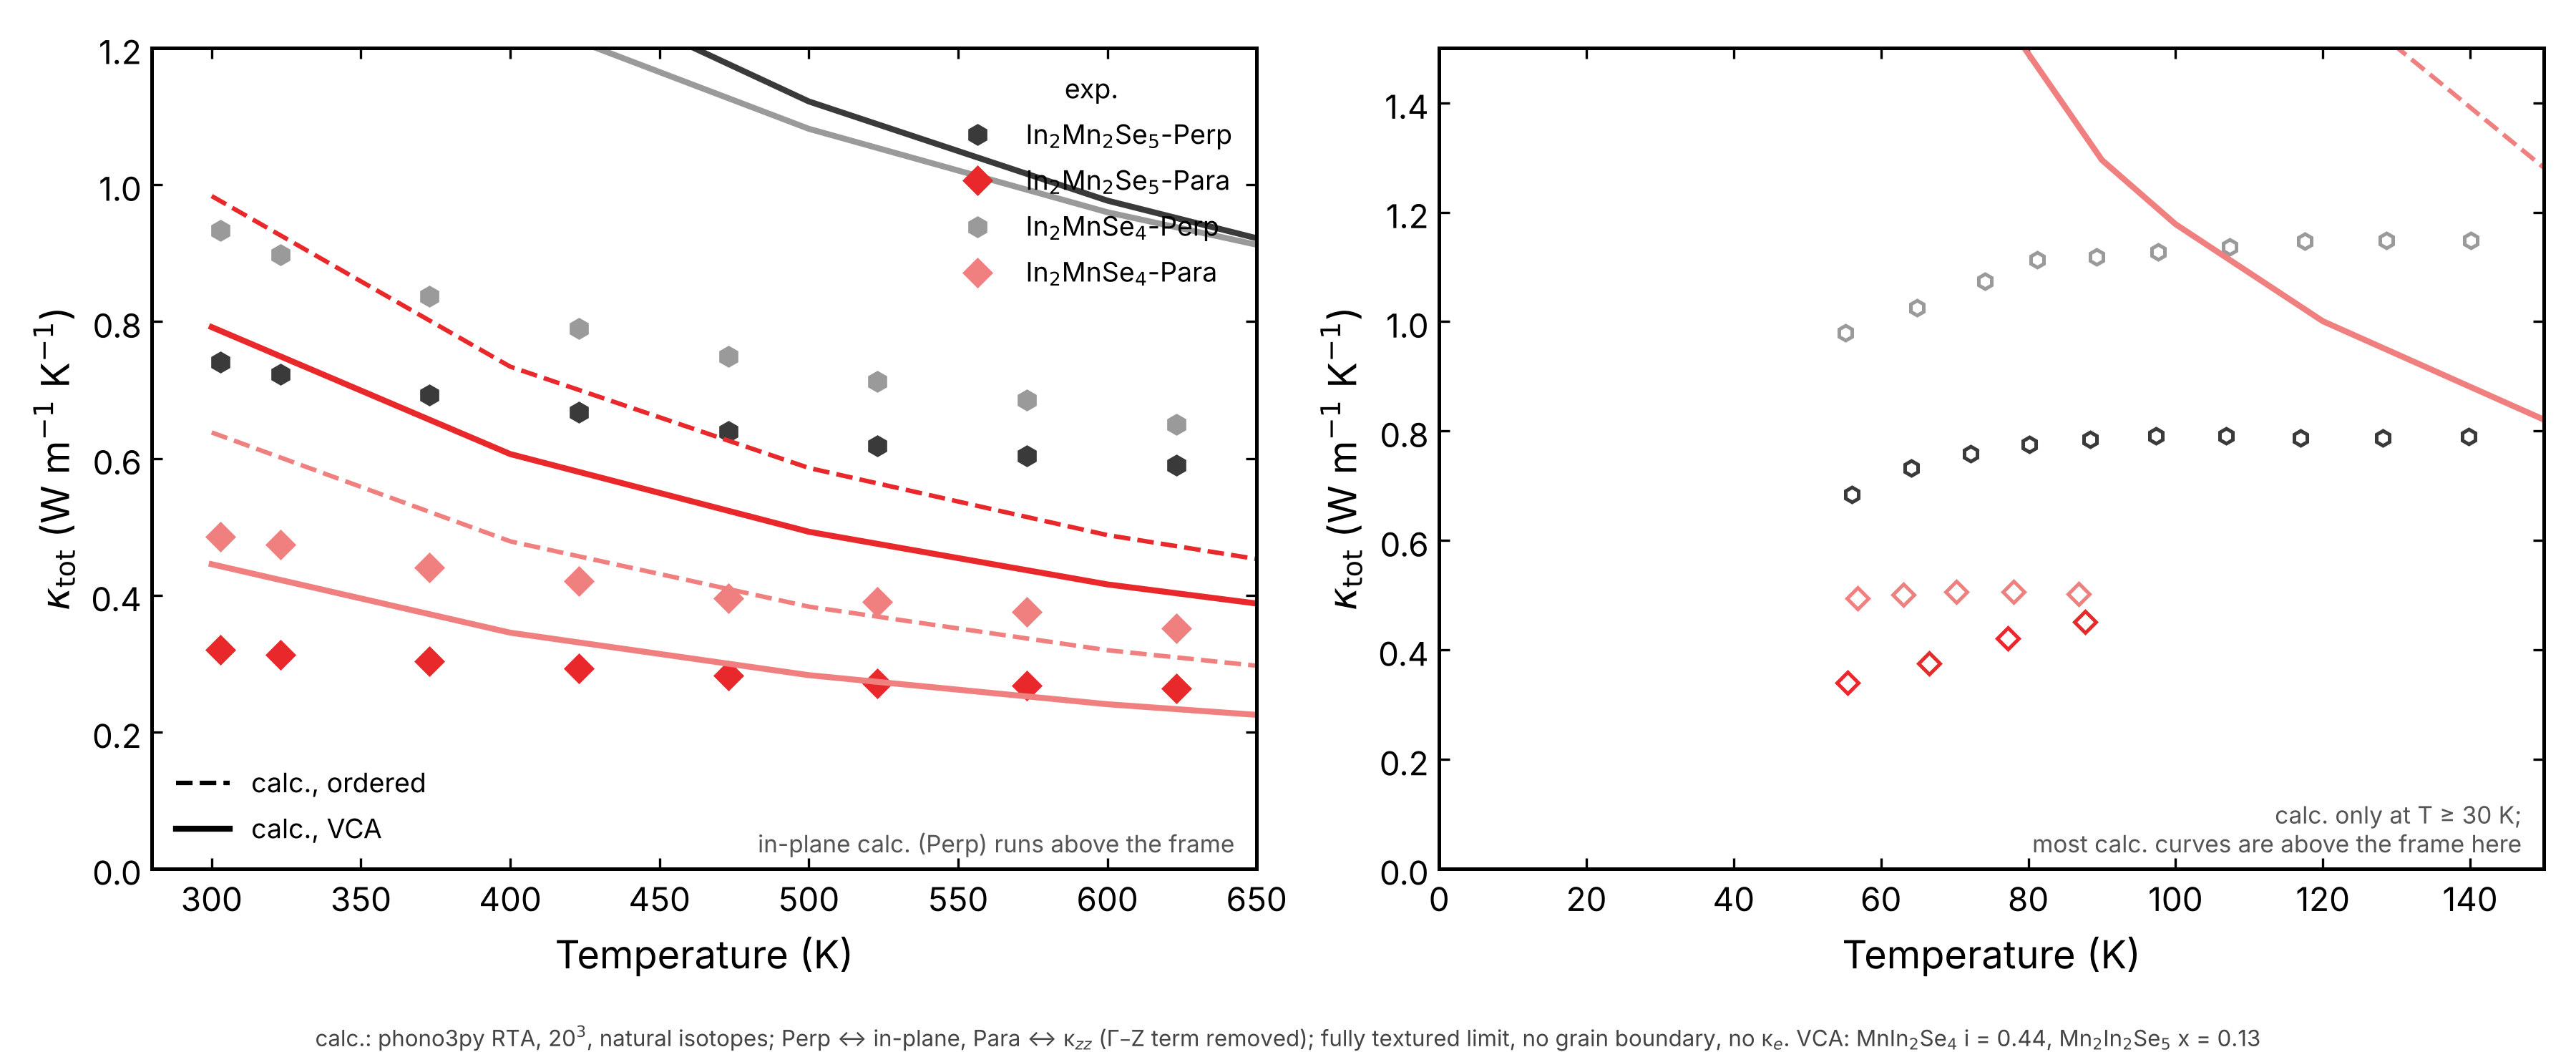 1.2
1.0
0.8
0.6
0.4
0.2
0.0
κtot (W m⁻¹ K⁻¹)
exp.
In₂Mn₂Se₅-Perp
In₂Mn₂Se₅-Para
In₂MnSe₄-Perp
In₂MnSe₄-Para
calc., ordered
calc., VCA
in-plane calc. (Perp) runs above the frame
300 350 400 450 500 550 600 650
Temperature (K)
1.4
1.2
1.0
0.8
0.6
0.4
0.2
0.0
κtot (W m⁻¹ K⁻¹)
calc. only at T ≥ 30 K;
most calc. curves are above the frame here
0 20 40 60 80 100 120 140
Temperature (K)
calc.: phono3py RTA, 20³, natural isotopes; Perp ↔ in-plane, Para ↔ κzz (Γ–Z term removed); fully textured limit, no grain boundary, no κe. VCA: MnIn₂Se₄ i = 0.44, Mn₂In₂Se₅ x = 0.13